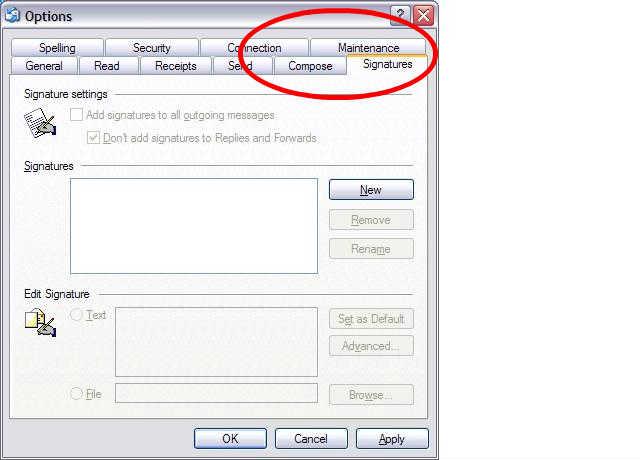 Options
Spelling Security Connection Maintenance
General Read Receipts Send Compose Signatures
Signature settings
Add signatures to all outgoing messages
Don't add signatures to Replies and Forwards
Signatures
New
Remove
Rename
Edit Signature
Text
Set as Default
Advanced...
File
Browse...
OK Cancel Apply